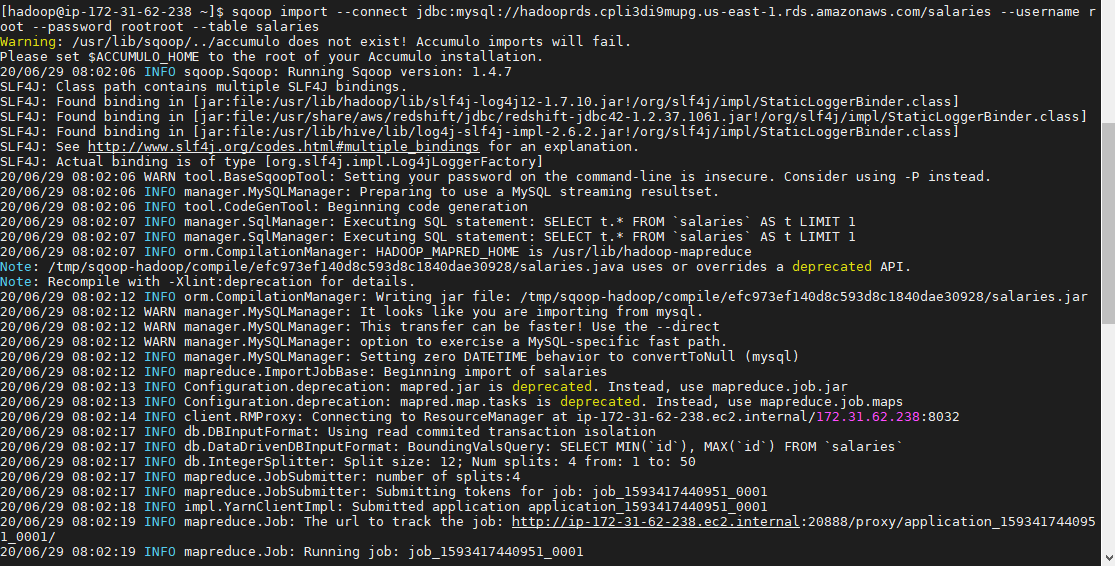 [hadoop@ip-172-31-62-238 ~]$ sqoop import --connect jdbc:mysql://hadooprds.cpli3di9mupg.us-east-1.rds.amazonaws.com/salaries --username r
oot --password rootroot --table salaries
Warning: /usr/lib/sqoop/../accumulo does not exist! Accumulo imports will fail.
Please set $ACCUMULO_HOME to the root of your Accumulo installation.
20/06/29 08:02:06 INFO sqoop.Sqoop: Running Sqoop version: 1.4.7
SLF4J: Class path contains multiple SLF4J bindings.
SLF4J: Found binding in [jar:file:/usr/lib/hadoop/lib/slf4j-log4j12-1.7.10.jar!/org/slf4j/impl/StaticLoggerBinder.class]
SLF4J: Found binding in [jar:file:/usr/share/aws/redshift/jdbc/redshift-jdbc42-1.2.37.1061.jar!/org/slf4j/impl/StaticLoggerBinder.class]
SLF4J: Found binding in [jar:file:/usr/lib/hive/lib/log4j-slf4j-impl-2.6.2.jar!/org/slf4j/impl/StaticLoggerBinder.class]
SLF4J: See http://www.slf4j.org/codes.html#multiple_bindings for an explanation.
SLF4J: Actual binding is of type [org.slf4j.impl.Log4jLoggerFactory]
20/06/29 08:02:06 WARN tool.BaseSqoopTool: Setting your password on the command-line is insecure. Consider using -P instead.
20/06/29 08:02:06 INFO manager.MySQLManager: Preparing to use a MySQL streaming resultset.
20/06/29 08:02:06 INFO tool.CodeGenTool: Beginning code generation
20/06/29 08:02:07 INFO manager.SqlManager: Executing SQL statement: SELECT t.* FROM `salaries` AS t LIMIT 1
20/06/29 08:02:07 INFO manager.SqlManager: Executing SQL statement: SELECT t.* FROM `salaries` AS t LIMIT 1
20/06/29 08:02:07 INFO orm.CompilationManager: HADOOP_MAPRED_HOME is /usr/lib/hadoop-mapreduce
Note: /tmp/sqoop-hadoop/compile/efc973ef140d8c593d8c1840dae30928/salaries.java uses or overrides a deprecated API.
Note: Recompile with -Xlint:deprecation for details.
20/06/29 08:02:12 INFO orm.CompilationManager: Writing jar file: /tmp/sqoop-hadoop/compile/efc973ef140d8c593d8c1840dae30928/salaries.jar
20/06/29 08:02:12 WARN manager.MySQLManager: It looks like you are importing from mysql.
20/06/29 08:02:12 WARN manager.MySQLManager: This transfer can be faster! Use the --direct
20/06/29 08:02:12 WARN manager.MySQLManager: option to exercise a MySQL-specific fast path.
20/06/29 08:02:12 INFO manager.MySQLManager: Setting zero DATETIME behavior to convertToNull (mysql)
20/06/29 08:02:12 INFO mapreduce.ImportJobBase: Beginning import of salaries
20/06/29 08:02:13 INFO Configuration.deprecation: mapred.jar is deprecated. Instead, use mapreduce.job.jar
20/06/29 08:02:13 INFO Configuration.deprecation: mapred.map.tasks is deprecated. Instead, use mapreduce.job.maps
20/06/29 08:02:14 INFO client.RMProxy: Connecting to ResourceManager at ip-172-31-62-238.ec2.internal/172.31.62.238:8032
20/06/29 08:02:17 INFO db.DBInputFormat: Using read commited transaction isolation
20/06/29 08:02:17 INFO db.DataDrivenDBInputFormat: BoundingValsQuery: SELECT MIN(`id`), MAX(`id`) FROM `salaries`
20/06/29 08:02:17 INFO db.IntegerSplitter: Split size: 12; Num splits: 4 from: 1 to: 50
20/06/29 08:02:17 INFO mapreduce.JobSubmitter: number of splits:4
20/06/29 08:02:17 INFO mapreduce.JobSubmitter: Submitting tokens for job: job_1593417440951_0001
20/06/29 08:02:18 INFO impl.YarnClientImpl: Submitted application application_1593417440951_0001
20/06/29 08:02:19 INFO mapreduce.Job: The url to track the job: http://ip-172-31-62-238.ec2.internal:20888/proxy/application_159341744095
1_0001/
20/06/29 08:02:19 INFO mapreduce.Job: Running job: job_1593417440951_0001